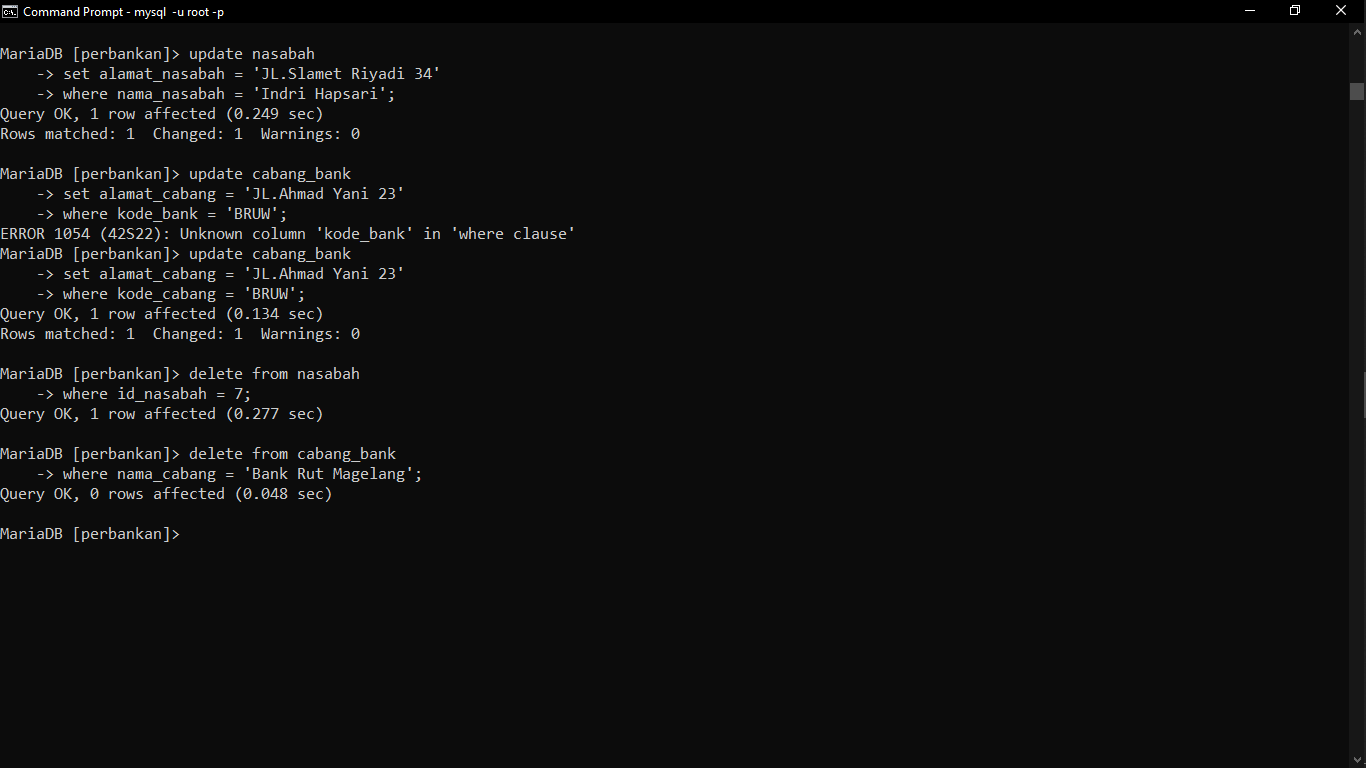 Command Prompt - mysql -u root -p
MariaDB [perbankan]> update nasabah
    -> set alamat_nasabah = 'JL.Slamet Riyadi 34'
    -> where nama_nasabah = 'Indri Hapsari';
Query OK, 1 row affected (0.249 sec)
Rows matched: 1  Changed: 1  Warnings: 0

MariaDB [perbankan]> update cabang_bank
    -> set alamat_cabang = 'JL.Ahmad Yani 23'
    -> where kode_bank = 'BRUW';
ERROR 1054 (42S22): Unknown column 'kode_bank' in 'where clause'
MariaDB [perbankan]> update cabang_bank
    -> set alamat_cabang = 'JL.Ahmad Yani 23'
    -> where kode_cabang = 'BRUW';
Query OK, 1 row affected (0.134 sec)
Rows matched: 1  Changed: 1  Warnings: 0

MariaDB [perbankan]> delete from nasabah
    -> where id_nasabah = 7;
Query OK, 1 row affected (0.277 sec)

MariaDB [perbankan]> delete from cabang_bank
    -> where nama_cabang = 'Bank Rut Magelang';
Query OK, 0 rows affected (0.048 sec)

MariaDB [perbankan]>